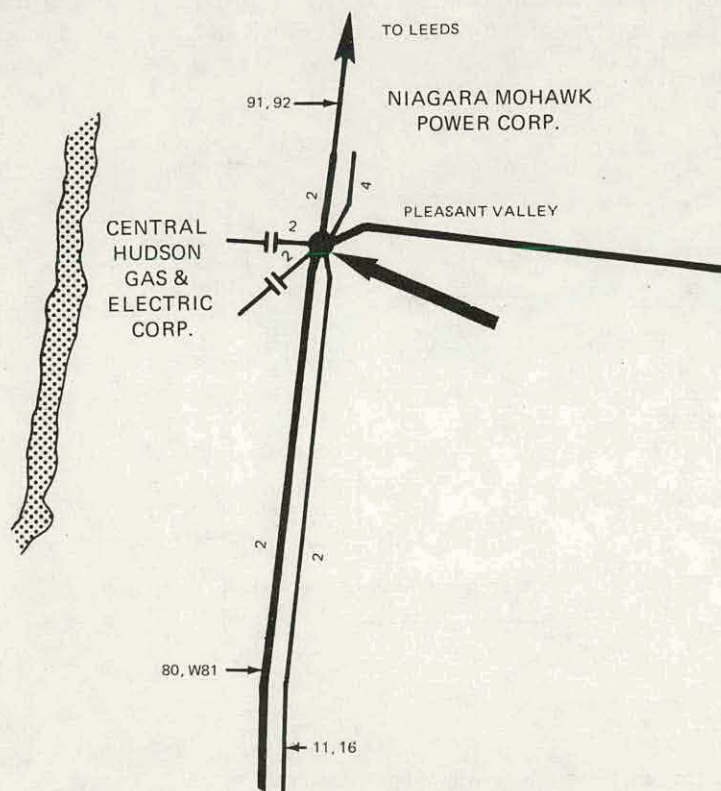 TO LEEDS
91, 92
NIAGARA MOHAWK
POWER CORP.
2
4
PLEASANT VALLEY
CENTRAL
HUDSON
GAS &
ELECTRIC
CORP.
2
2
2
2
80, W81
11, 16